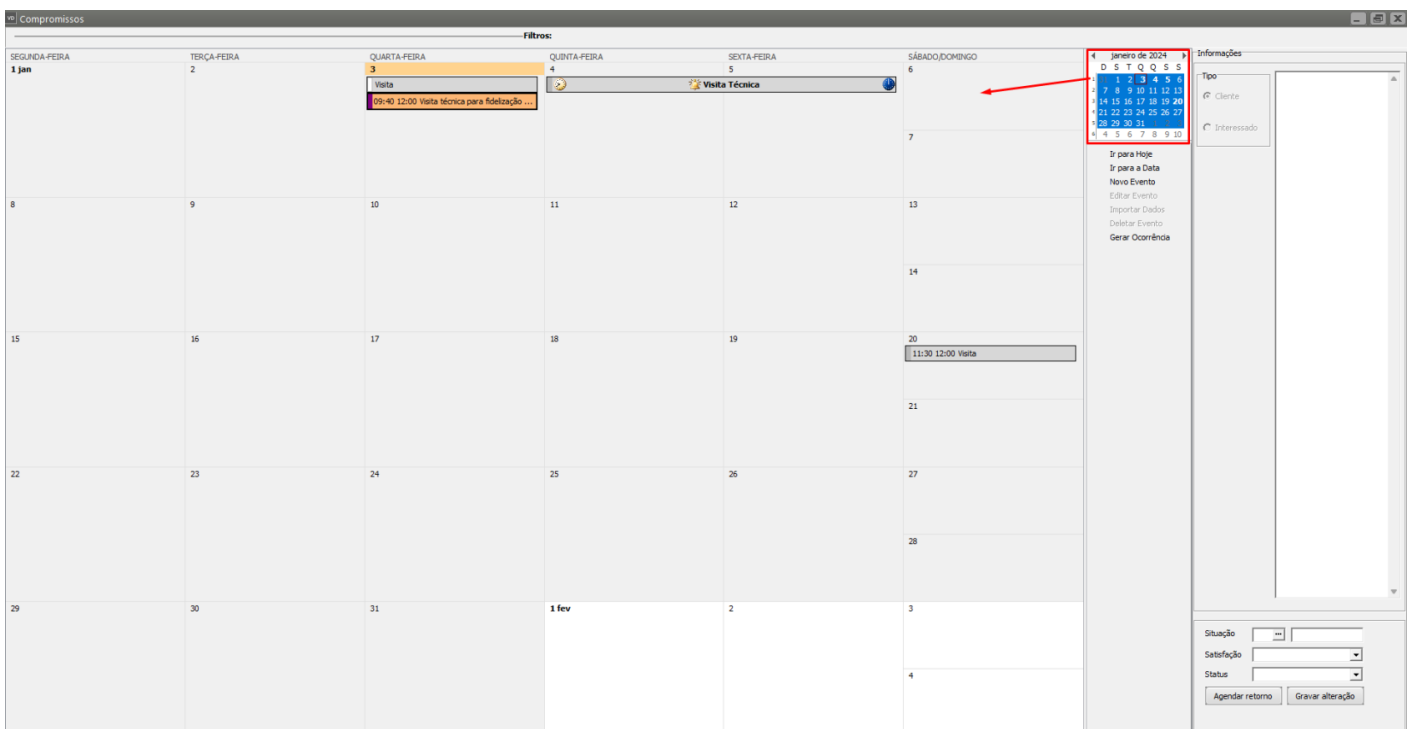 VD Compromissos
Filtros:
SEGUNDA-FEIRA TERÇA-FEIRA QUARTA-FEIRA QUINTA-FEIRA SEXTA-FEIRA SÁBADO/DOMINGO
1 jan 2 3 4 5 6
Visita Visita Técnica
09:40 12:00 Visita técnica para fidelização ...
7
8 9 10 11 12 13
14
15 16 17 18 19 20
11:30 12:00 Visita
21
22 23 24 25 26 27
28
29 30 31 1 fev 2 3
4
janeiro de 2024
D S T Q Q S S
1 1 2 3 4 5 6
2 7 8 9 10 11 12 13
3 14 15 16 17 18 19 20
4 21 22 23 24 25 26 27
5 28 29 30 31
6 4 5 6 7 8 9 10
Ir para Hoje
Ir para a Data
Novo Evento
Editar Evento
Importar Dados
Deletar Evento
Gerar Ocorrência
Informações
Tipo
Cliente
Interessado
Situação ...
Satisfação
Status
Agendar retorno Gravar alteração